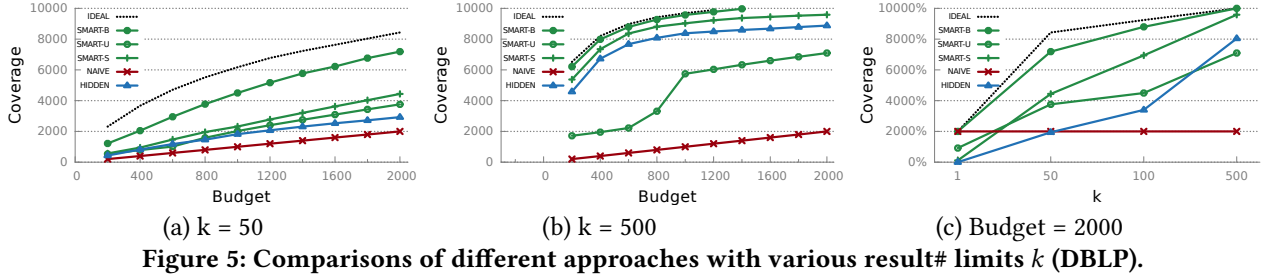 10000
8000
6000
4000
2000
0
Coverage
IDEAL
SMART-B
SMART-U
SMART-S
NAIVE
HIDDEN
0 400 800 1200 1600 2000
Budget
(a) k = 50
10000
8000
6000
4000
2000
0
Coverage
IDEAL
SMART-B
SMART-U
SMART-S
NAIVE
HIDDEN
0 400 800 1200 1600 2000
Budget
(b) k = 500
10000%
8000%
6000%
4000%
2000%
0%
Coverage
IDEAL
SMART-B
SMART-U
SMART-S
NAIVE
HIDDEN
1 50 100 500
k
(c) Budget = 2000
Figure 5: Comparisons of different approaches with various result# limits k (DBLP).